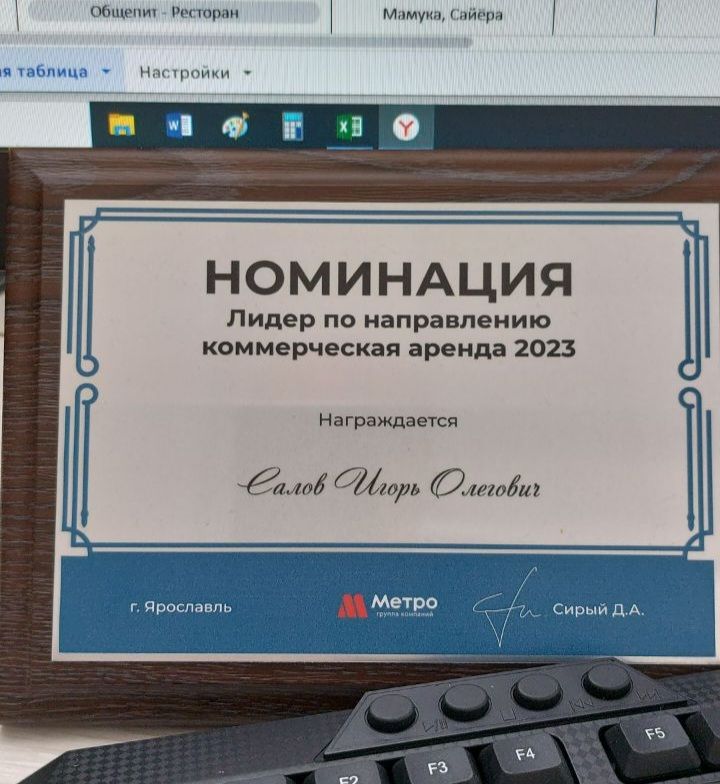 Общепит - Ресторан
Мамука, Сайёра
я таблица
Настройки
НОМИНАЦИЯ
Лидер по направлению
коммерческая аренда 2023
Награждается
Салов Игорь Олегович
г. Ярославль
Метро
группа компаний
Сирый Д.А.
F2
F3
F4
F5